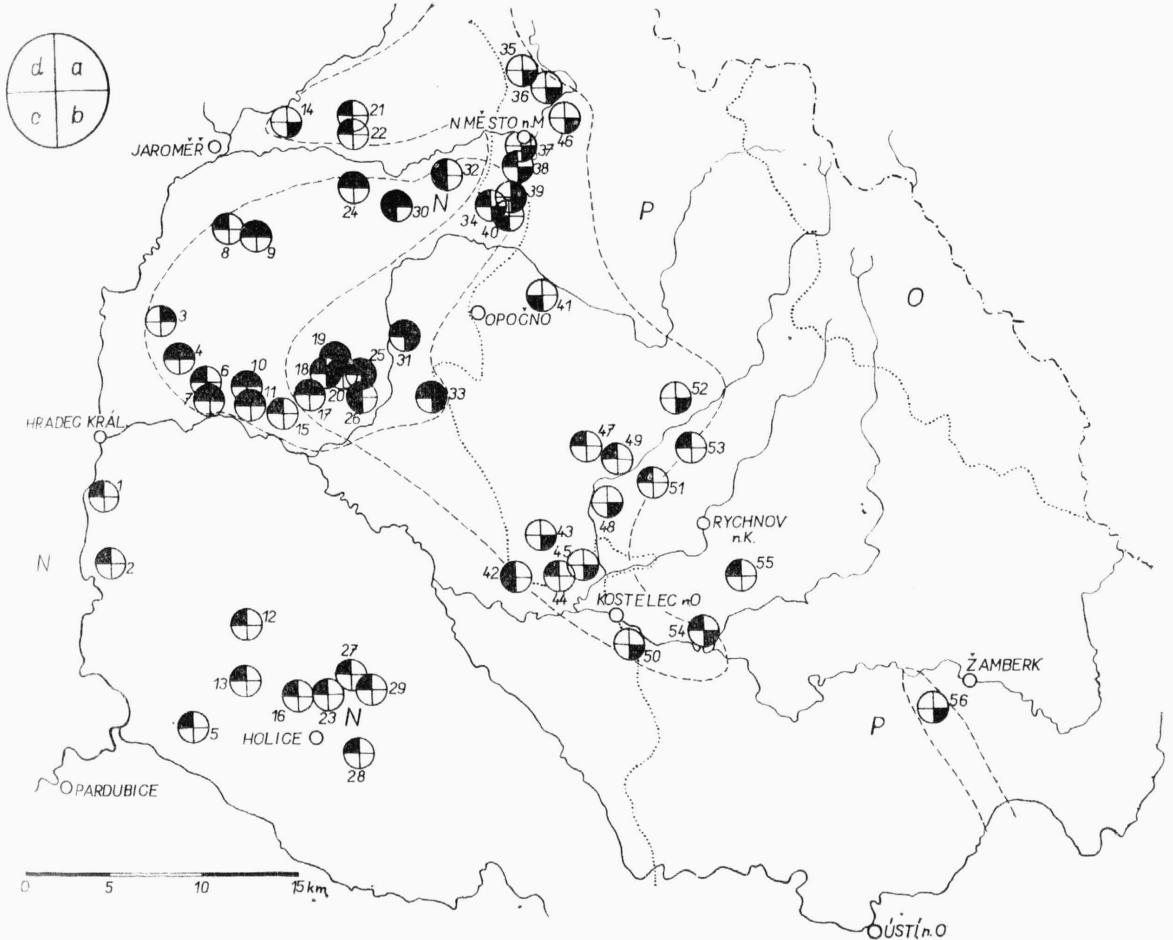 d a
c b
35
36
14
21
22
N MĚSTO n.M
46
JAROMĚŘ
37
38
32
39
24
30
N
34
40
P
8
9
O
41
3
OPOČNO
31
19
4
18
25
6
10
7
11
20
26
33
52
15
17
HRADEC KRÁL.
47
49
53
51
1
48
RYCHNOV
n.K.
43
45
N
2
42
44
55
KOSTELEC n.O
12
54
50
27
ŽAMBERK
13
29
56
16
23
N
P
5
HOLICE
28
PARDUBICE
0 5 10 15 km
ÚSTÍ n. O